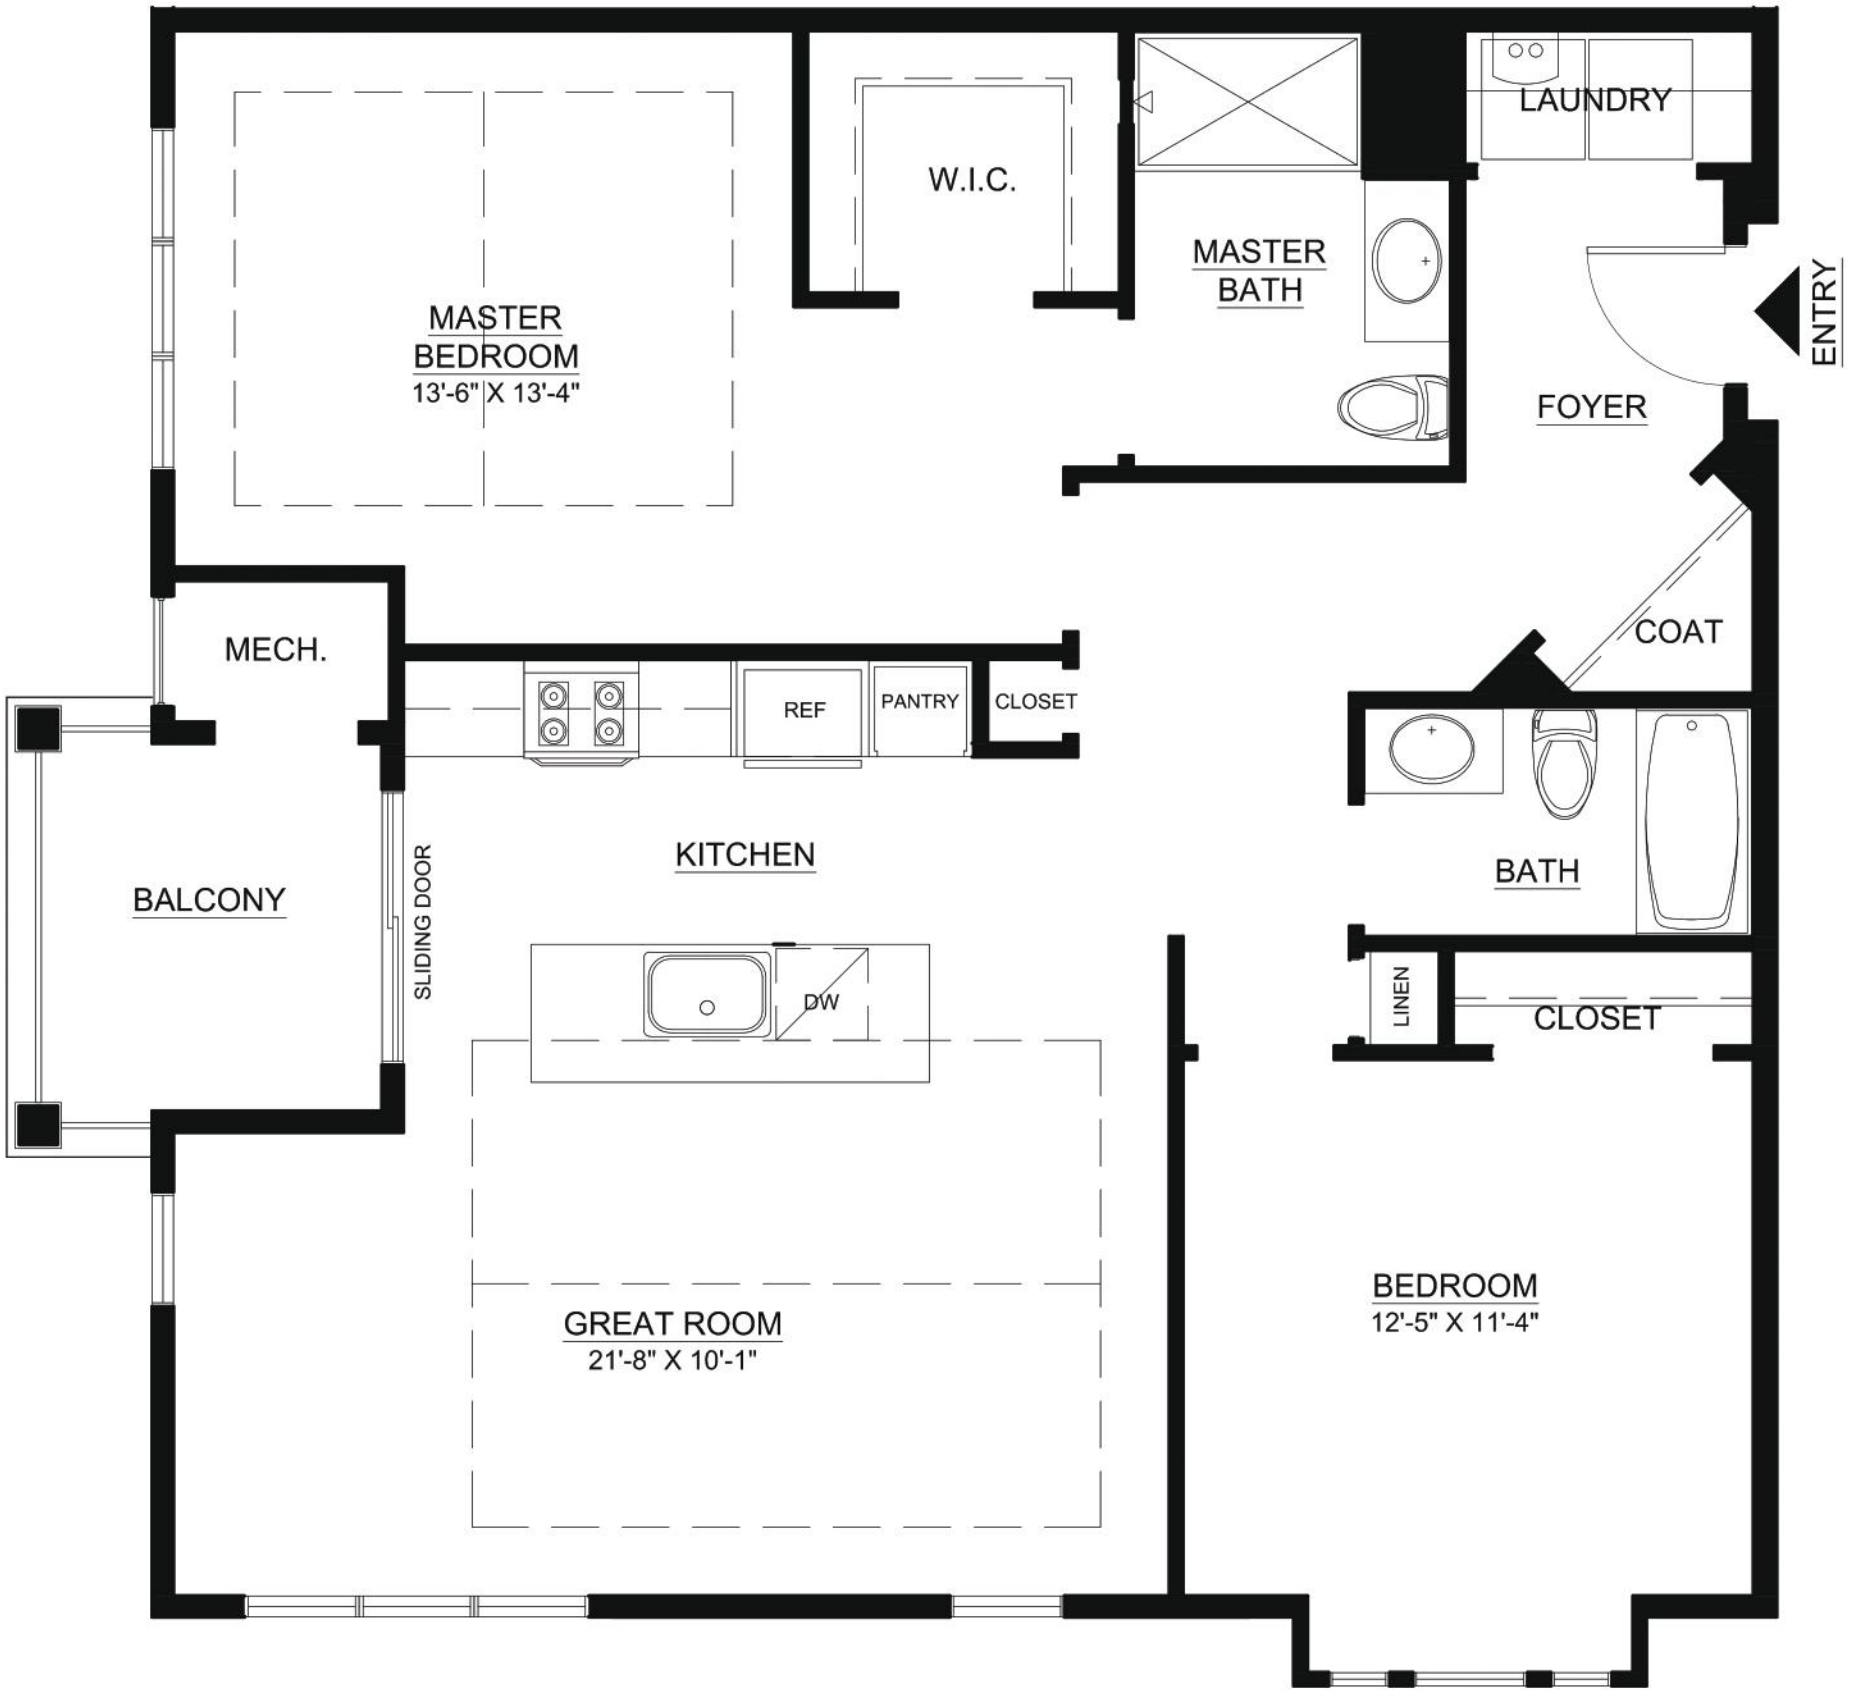 LAUNDRY
W.I.C.
MASTER
BATH
ENTRY
MASTER
BEDROOM
13'-6" X 13'-4"
FOYER
COAT
MECH.
REF
PANTRY
CLOSET
KITCHEN
BATH
BALCONY
SLIDING DOOR
DW
LINEN
CLOSET
BEDROOM
12'-5" X 11'-4"
GREAT ROOM
21'-8" X 10'-1"